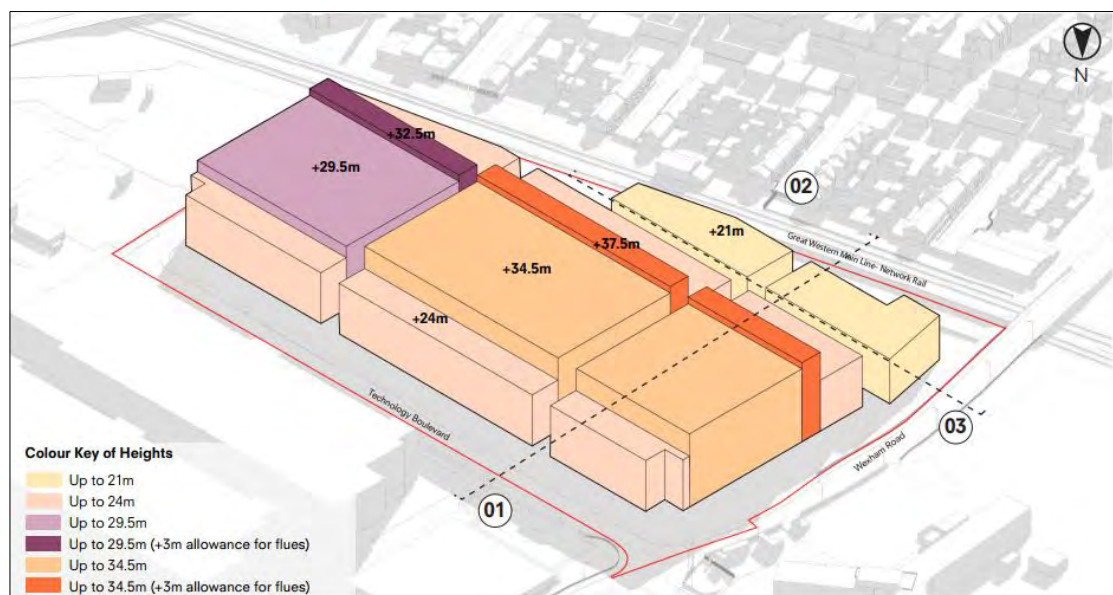 N
+32.5m
+29.5m
02
+21m
Great Western Main Line- Network Rail
+37.5m
+34.5m
+24m
Technology Boulevard
03
Wexham Road
01
Colour Key of Heights
Up to 21m
Up to 24m
Up to 29.5m
Up to 29.5m (+3m allowance for flues)
Up to 34.5m
Up to 34.5m (+3m allowance for flues)